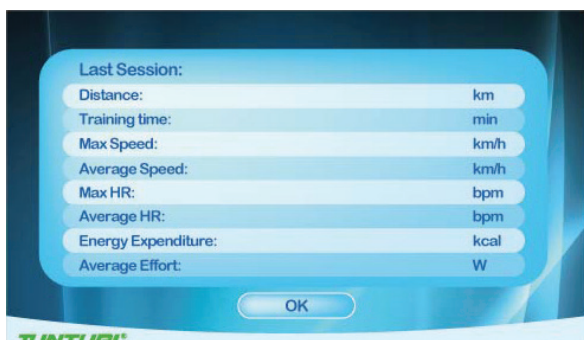 Last Session:
Distance: km
Training time: min
Max Speed: km/h
Average Speed: km/h
Max HR: bpm
Average HR: bpm
Energy Expenditure: kcal
Average Effort: W
OK
TUNTURI®